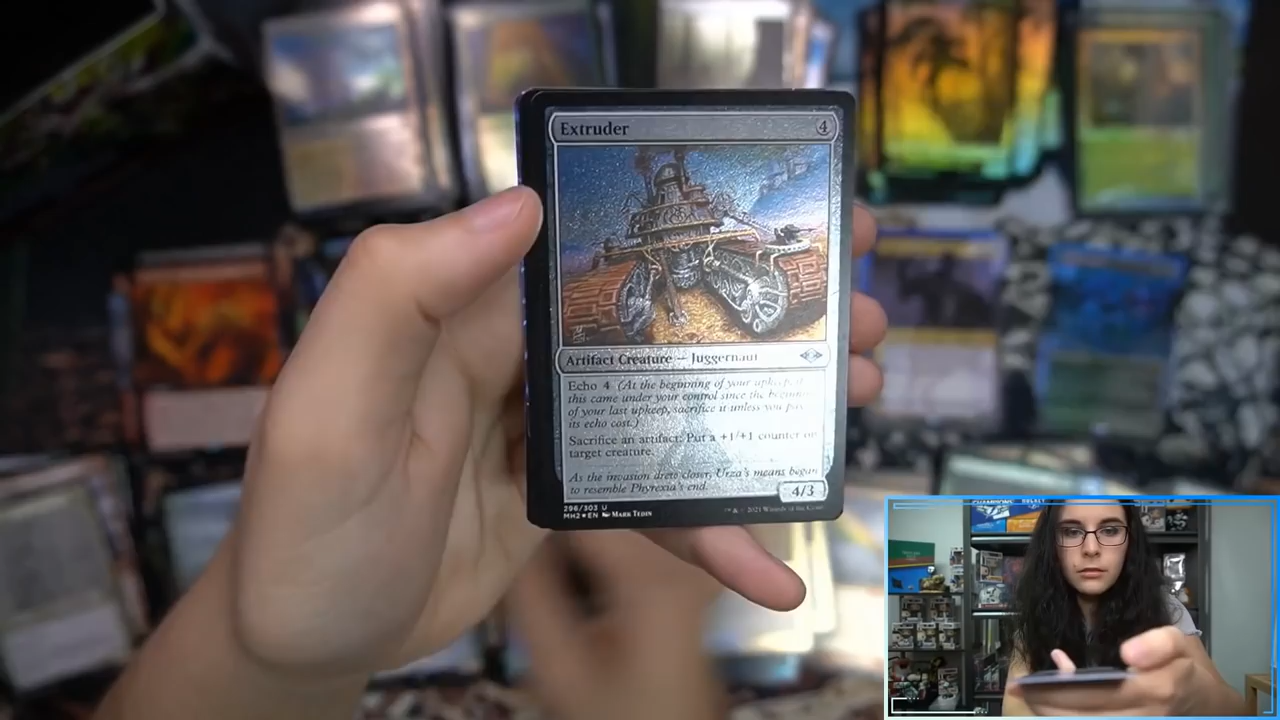 Extruder 4
Artifact Creature — Juggernaut
Echo 4 (At the beginning of your upkeep, if
this came under your control since the beginning
of your last upkeep, sacrifice it unless you pay
its echo cost.)
Sacrifice an artifact: Put a +1/+1 counter on
target creature.
As the invasion drew closer, Urza's means began
to resemble Phyrexia's end.
4/3
296/303 U
MH2 ★ EN Mark Tedin
™ & © 2021 Wizards of the Coast